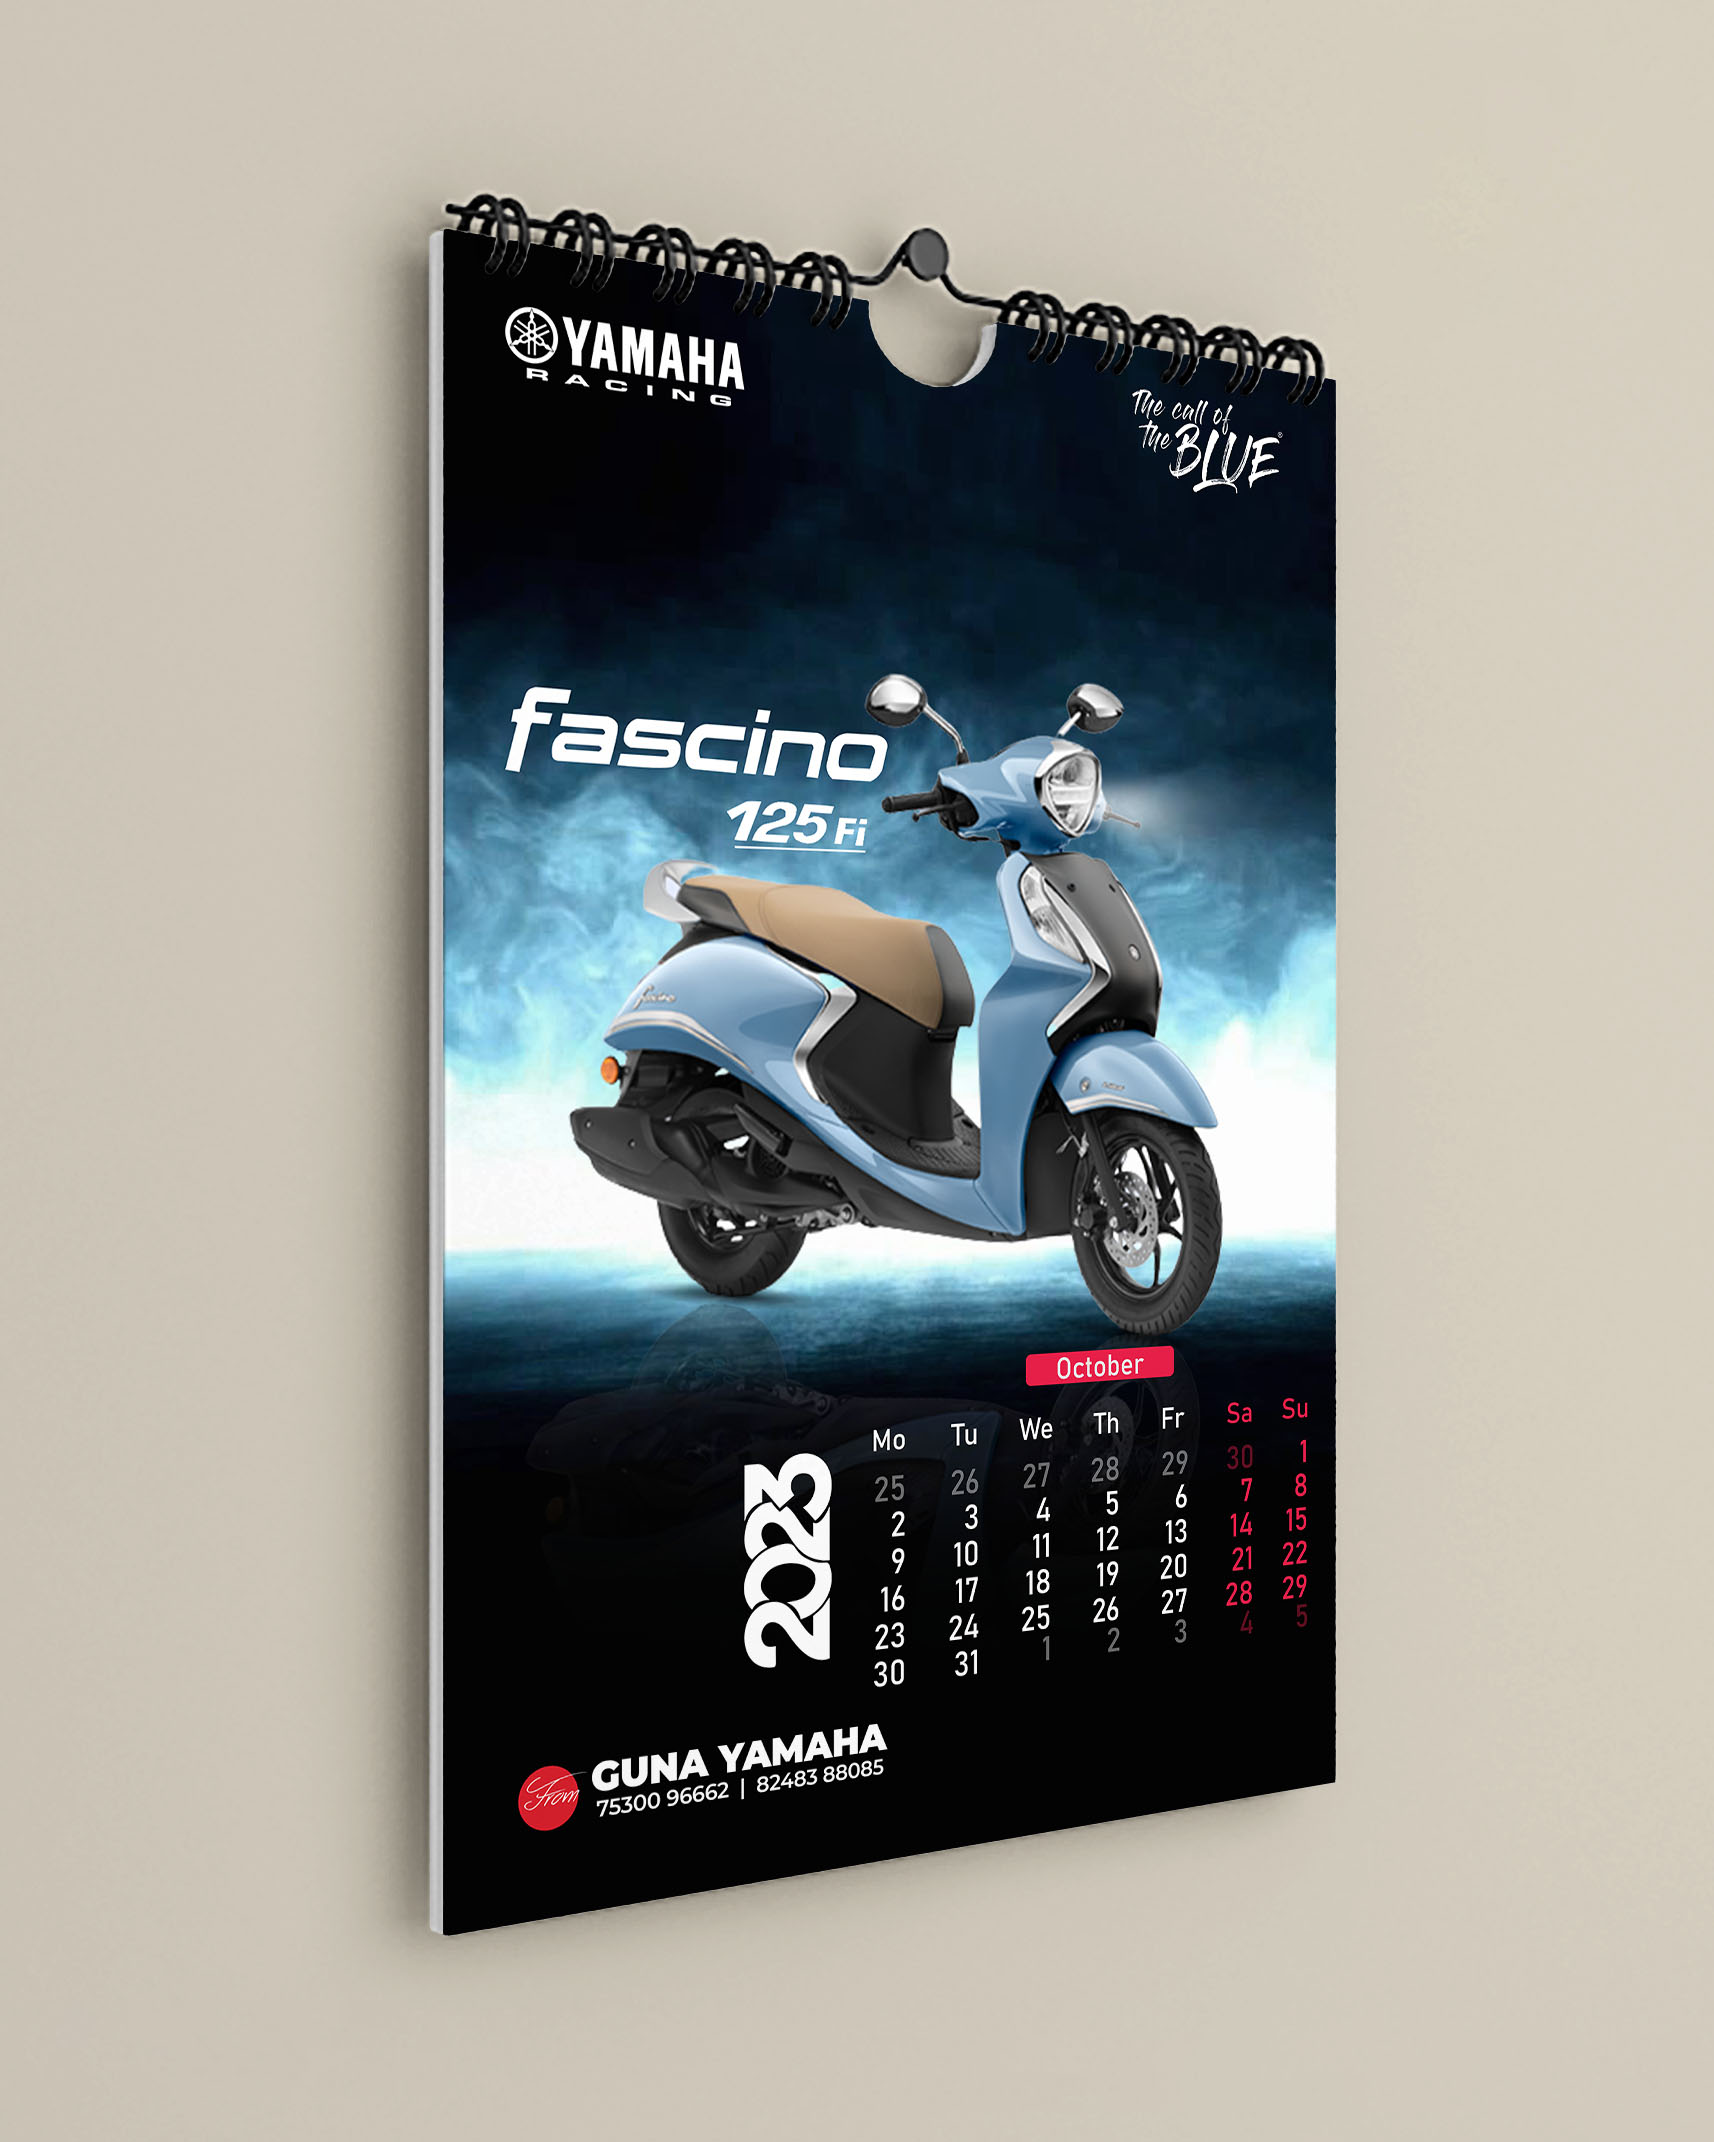 YAMAHA
RACING
The call of
the BLUE®
fascino
125 Fi
fascino
October
2023
Mo Tu We Th Fr Sa Su
25 26 27 28 29 30 1
2 3 4 5 6 7 8
9 10 11 12 13 14 15
16 17 18 19 20 21 22
23 24 25 26 27 28 29
30 31 1 2 3 4 5
From
GUNA YAMAHA
75300 96662 | 82483 88085